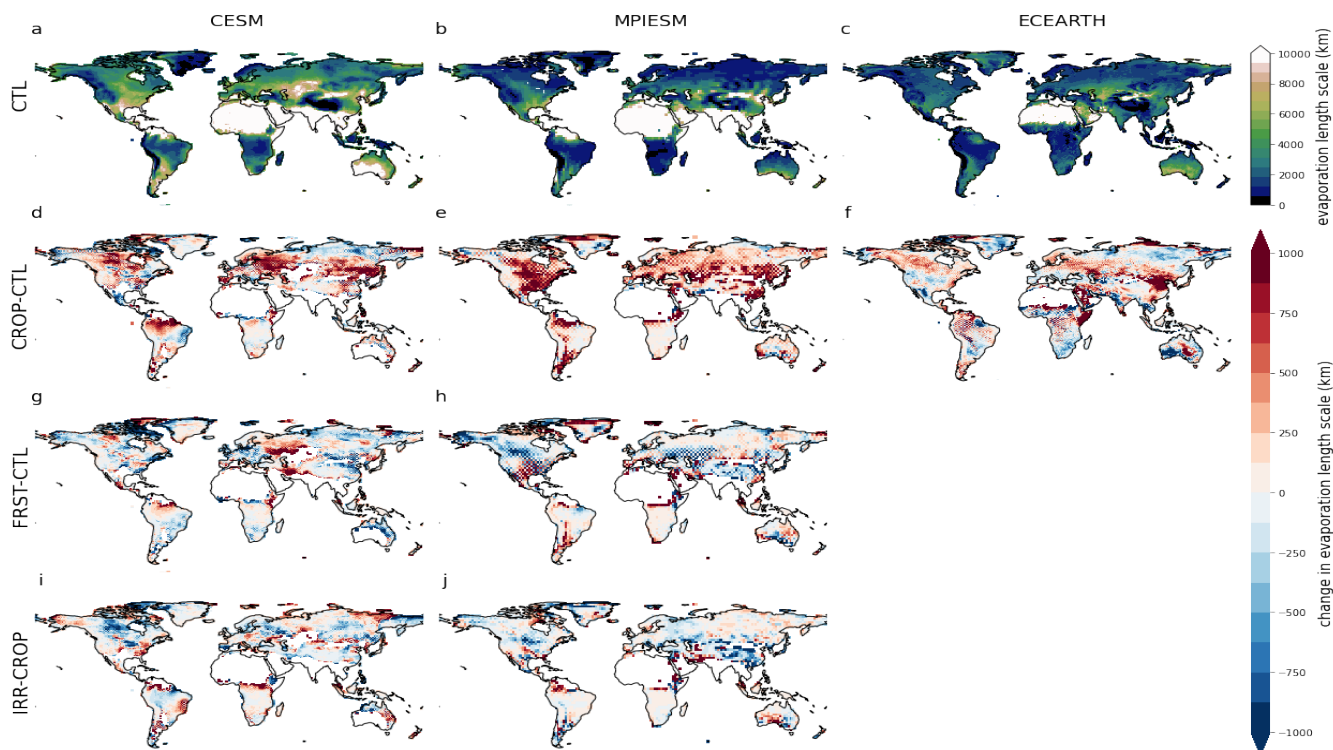 CESM
MPIESM
ECEARTH
a
b
c
CTL
10000
8000
6000
4000
2000
0
evaporation length scale (km)
d
e
f
CROP-CTL
g
h
FRST-CTL
i
j
IRR-CROP
1000
750
500
250
0
−250
−500
−750
−1000
change in evaporation length scale (km)